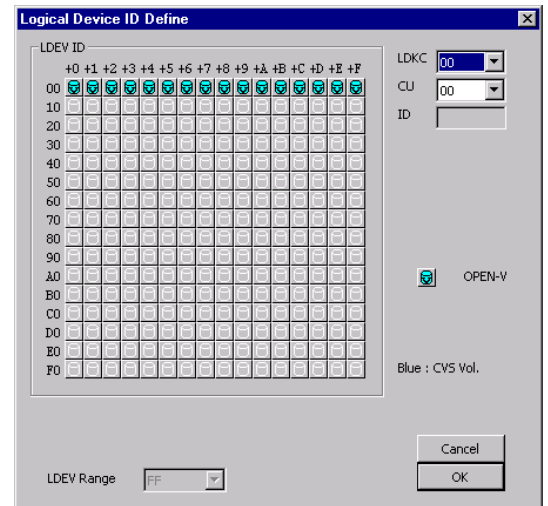 Logical Device ID Define
LDEV ID
+0 +1 +2 +3 +4 +5 +6 +7 +8 +9 +A +B +C +D +E +F
00
10
20
30
40
50
60
70
80
90
A0
B0
C0
D0
E0
F0
LDKC 00
CU 00
ID
OPEN-V
Blue : CVS Vol.
LDEV Range FF
Cancel
OK